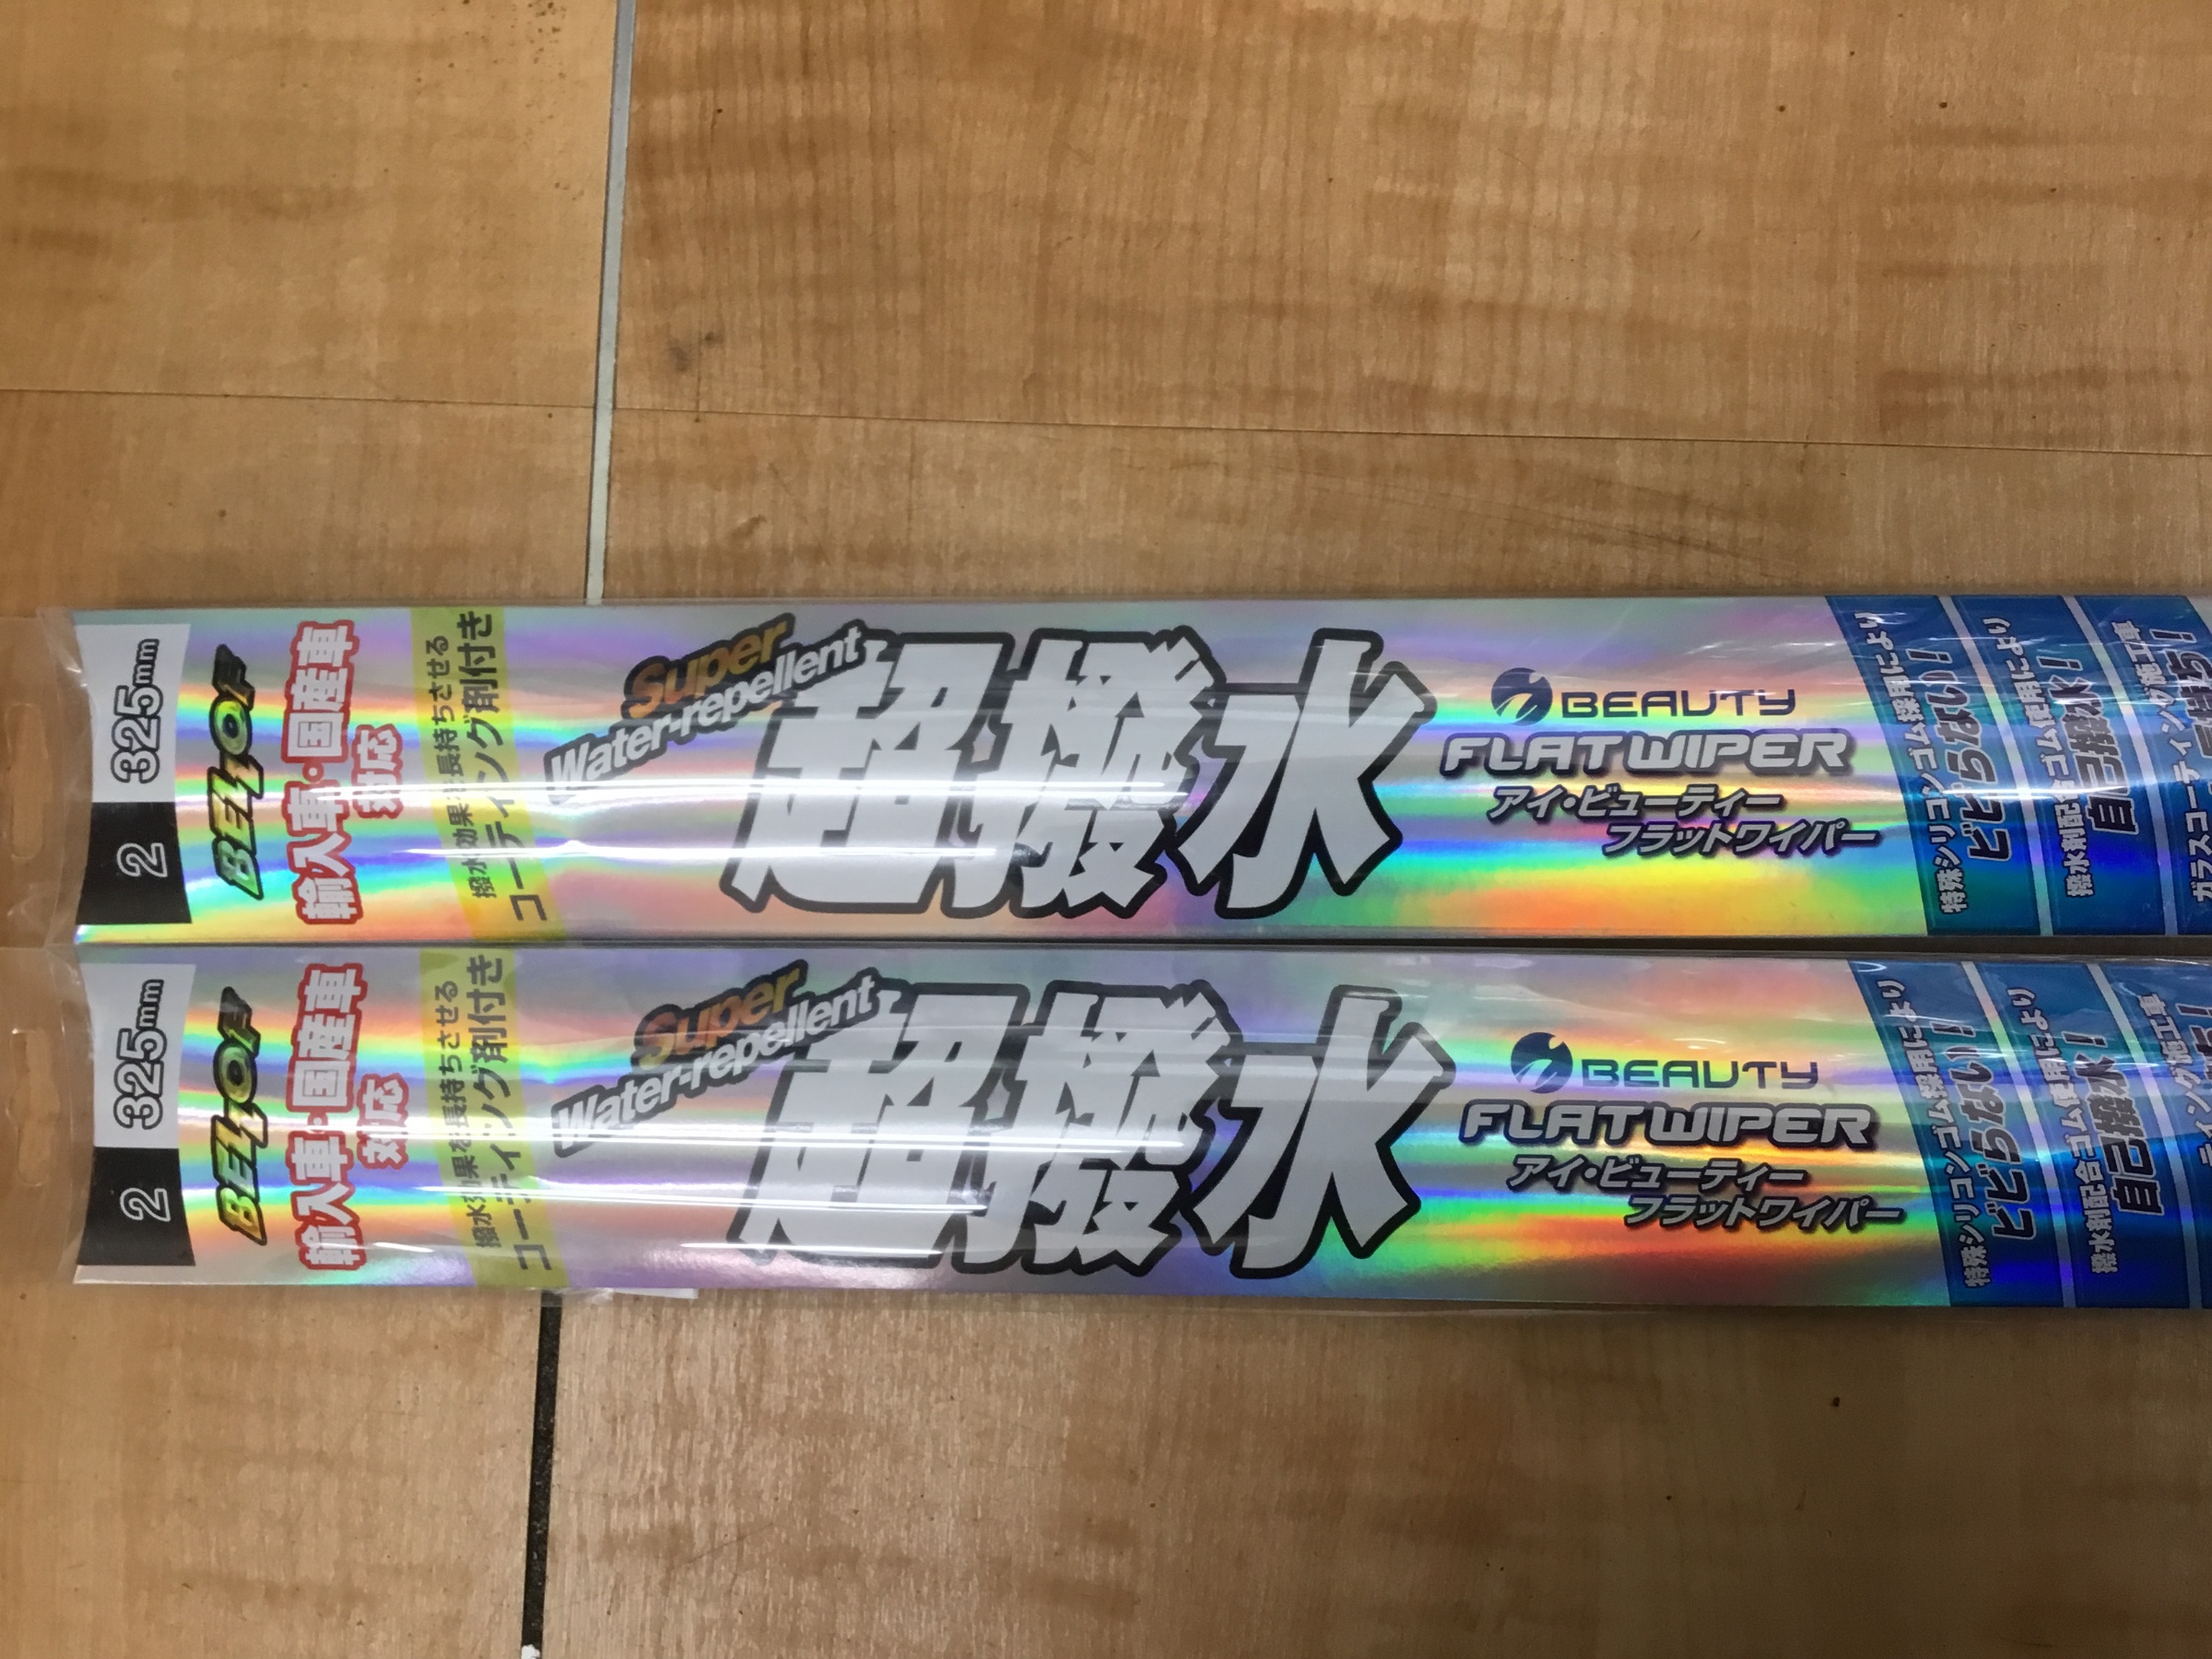 2 325mm
BELLOF
輸入車・国産車
対応
撥水効果を長持ちさせる
コーティング剤付き
Super
Water-repellent
超撥水
BEAUTY
FLATWIPER
アイ・ビューティー
フラットワイパー
特殊シリコンゴム採用により
ビビらない!
撥水剤配合ゴム使用により
自己撥水!
2 325mm
BELLOF
輸入車・国産車
対応
撥水効果を長持ちさせる
コーティング剤付き
Super
Water-repellent
超撥水
BEAUTY
FLATWIPER
アイ・ビューティー
フラットワイパー
特殊シリコンゴム採用により
ビビらない!
撥水剤配合ゴム使用により
自己撥水!